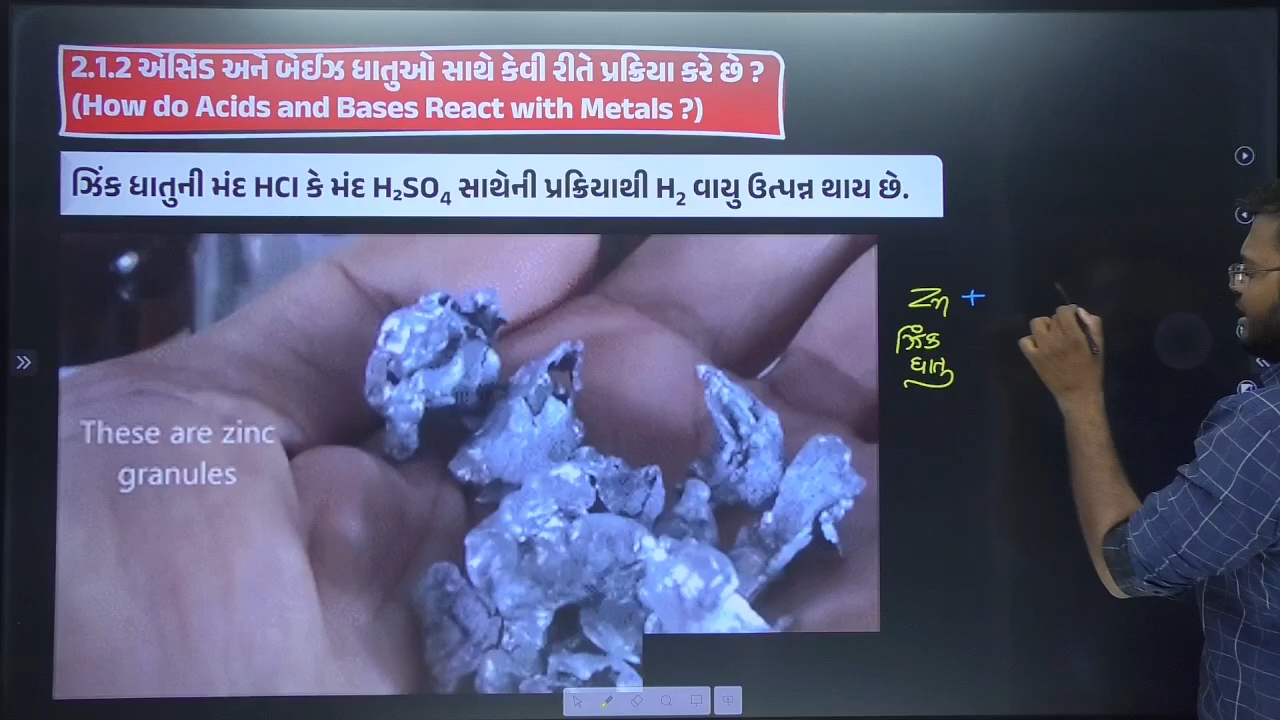 2.1.2 એસિડ અને બેઈઝ ધાતુઓ સાથે કેવી રીતે પ્રક્રિયા કરે છે ?
(How do Acids and Bases React with Metals ?)
ઝિંક ધાતુની મંદ HCl કે મંદ H₂SO₄ સાથેની પ્રક્રિયાથી H₂ વાયુ ઉત્પન્ન થાય છે.
These are zinc
granules
Zn +
ઝિંક
ધાતુ